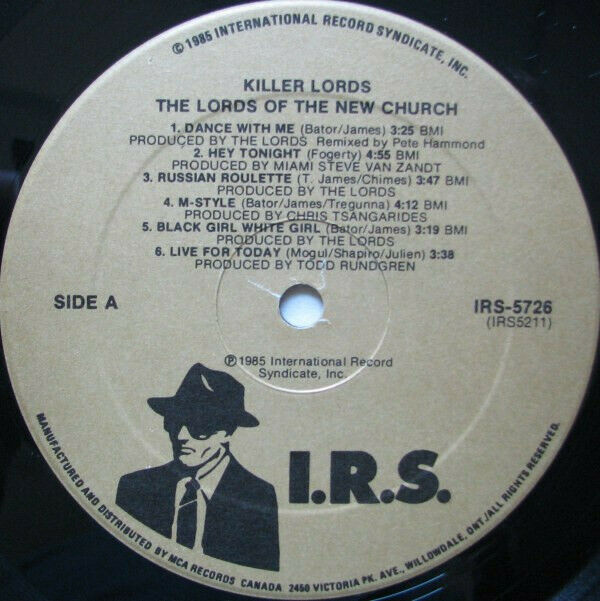 © 1985 INTERNATIONAL RECORD SYNDICATE, INC.
KILLER LORDS
THE LORDS OF THE NEW CHURCH
1. DANCE WITH ME (Bator/James) 3:25 BMI
PRODUCED BY THE LORDS Remixed by Pete Hammond
2. HEY TONIGHT (Fogerty) 4:55 BMI
PRODUCED BY MIAMI STEVE VAN ZANDT
3. RUSSIAN ROULETTE (T. James/Chimes) 3:47 BMI
PRODUCED BY THE LORDS
4. M-STYLE (Bator/James/Tregunna) 4:12 BMI
PRODUCED BY CHRIS TSANGARIDES
5. BLACK GIRL WHITE GIRL (Bator/James) 3:19 BMI
PRODUCED BY THE LORDS
6. LIVE FOR TODAY (Mogul/Shapiro/Julien) 3:38
PRODUCED BY TODD RUNDGREN
SIDE A
IRS-5726
(IRS5211)
℗ 1985 International Record
Syndicate, Inc.
I.R.S.
MANUFACTURED AND DISTRIBUTED BY MCA RECORDS CANADA 2450 VICTORIA PK. AVE., WILLOWDALE, ONT./ALL RIGHTS RESERVED.